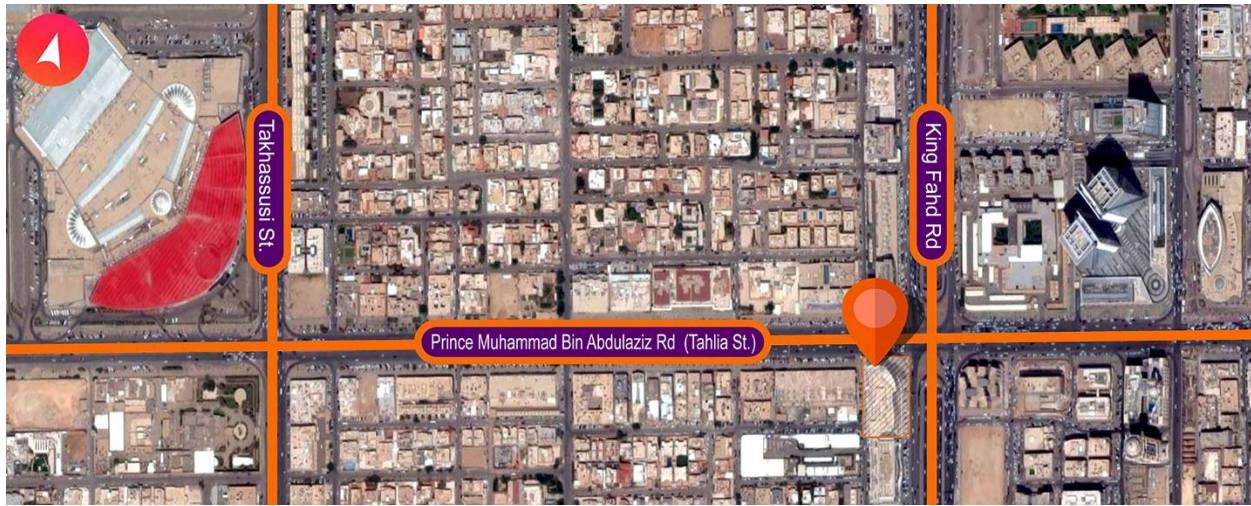 Takhassusi St.
King Fahd Rd
Prince Muhammad Bin Abdulaziz Rd (Tahlia St.)